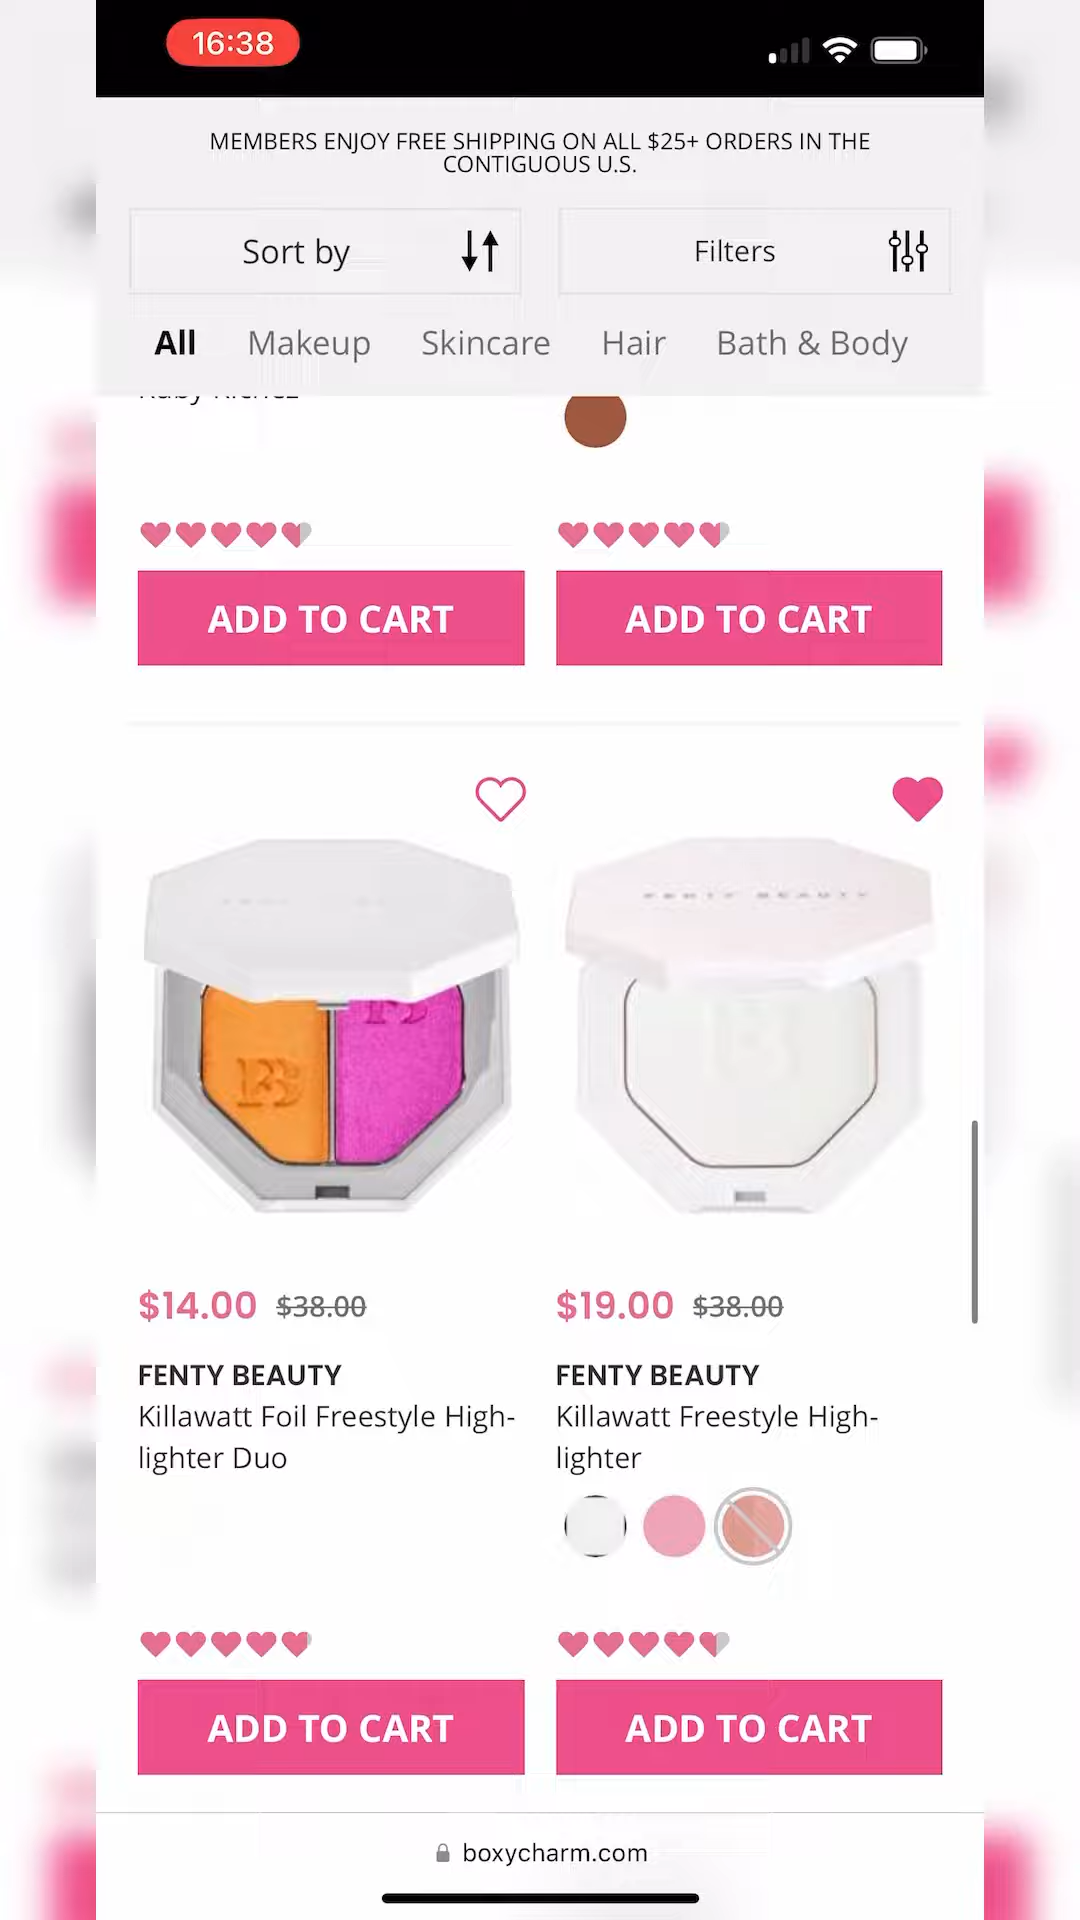 16:38
MEMBERS ENJOY FREE SHIPPING ON ALL $25+ ORDERS IN THE
CONTIGUOUS U.S.
Sort by
Filters
All Makeup Skincare Hair Bath & Body
ADD TO CART ADD TO CART
FENTY BEAUTY
$14.00 $38.00
$19.00 $38.00
FENTY BEAUTY
Killawatt Foil Freestyle High-
lighter Duo
FENTY BEAUTY
Killawatt Freestyle High-
lighter
ADD TO CART ADD TO CART
boxycharm.com